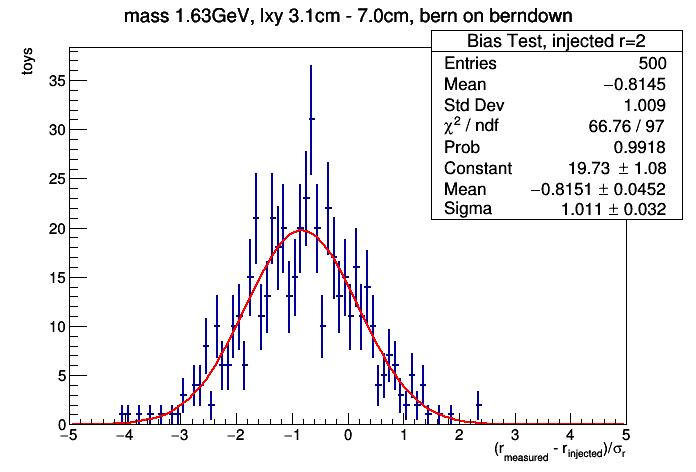 mass 1.63GeV, lxy 3.1cm - 7.0cm, bern on berndown
Bias Test, injected r=2
Entries 500
Mean −0.8145
Std Dev 1.009
χ² / ndf 66.76 / 97
Prob 0.9918
Constant 19.73 ± 1.08
Mean −0.8151 ± 0.0452
Sigma 1.011 ± 0.032
toys
35
30
25
20
15
10
5
0
−5 −4 −3 −2 −1 0 1 2 3 4 5
(r_measured - r_injected)/σ_r